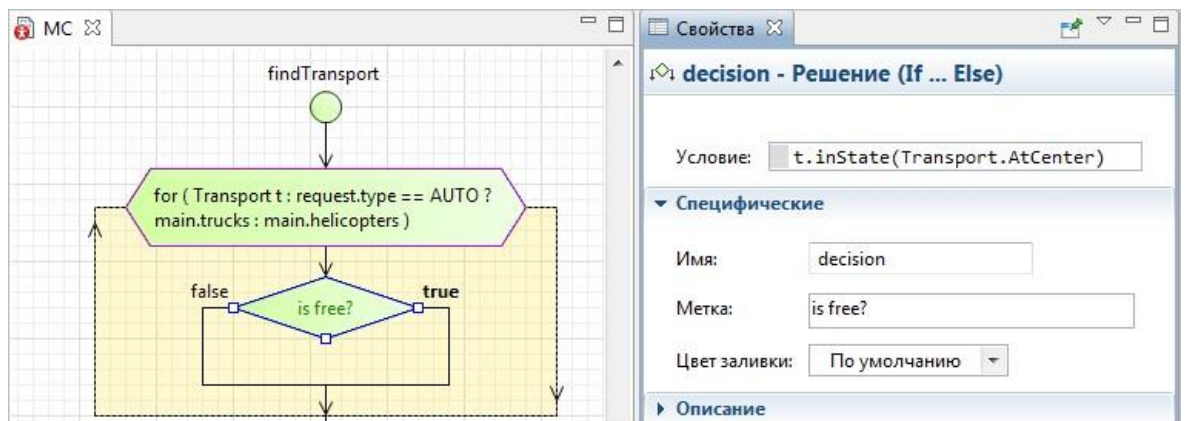 MC
findTransport
for ( Transport t : request.type == AUTO ?
main.trucks : main.helicopters )
false
true
is free?
Свойства
decision - Решение (If ... Else)
Условие: t.inState(Transport.AtCenter)
Специфические
Имя: decision
Метка: is free?
Цвет заливки: По умолчанию
Описание